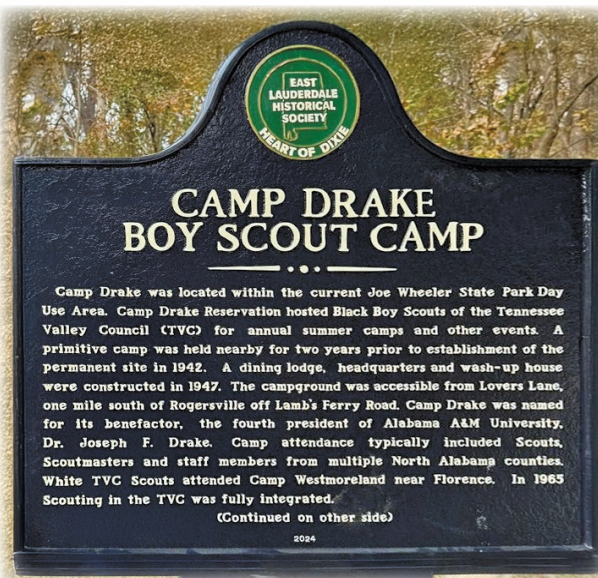 EAST
LAUDERDALE
HISTORICAL
SOCIETY
HEART OF DIXIE
CAMP DRAKE
BOY SCOUT CAMP
Camp Drake was located within the current Joe Wheeler State Park Day
Use Area. Camp Drake Reservation hosted Black Boy Scouts of the Tennessee
Valley Council (TVC) for annual summer camps and other events. A
primitive camp was held nearby for two years prior to establishment of the
permanent site in 1942. A dining lodge, headquarters and wash-up house
were constructed in 1947. The campground was accessible from Lovers Lane,
one mile south of Rogersville off Lamb's Ferry Road. Camp Drake was named
for its benefactor, the fourth president of Alabama A&M University,
Dr. Joseph F. Drake. Camp attendance typically included Scouts,
Scoutmasters and staff members from multiple North Alabama counties.
White TVC Scouts attended Camp Westmoreland near Florence. In 1965
Scouting in the TVC was fully integrated.
(Continued on other side)
2024